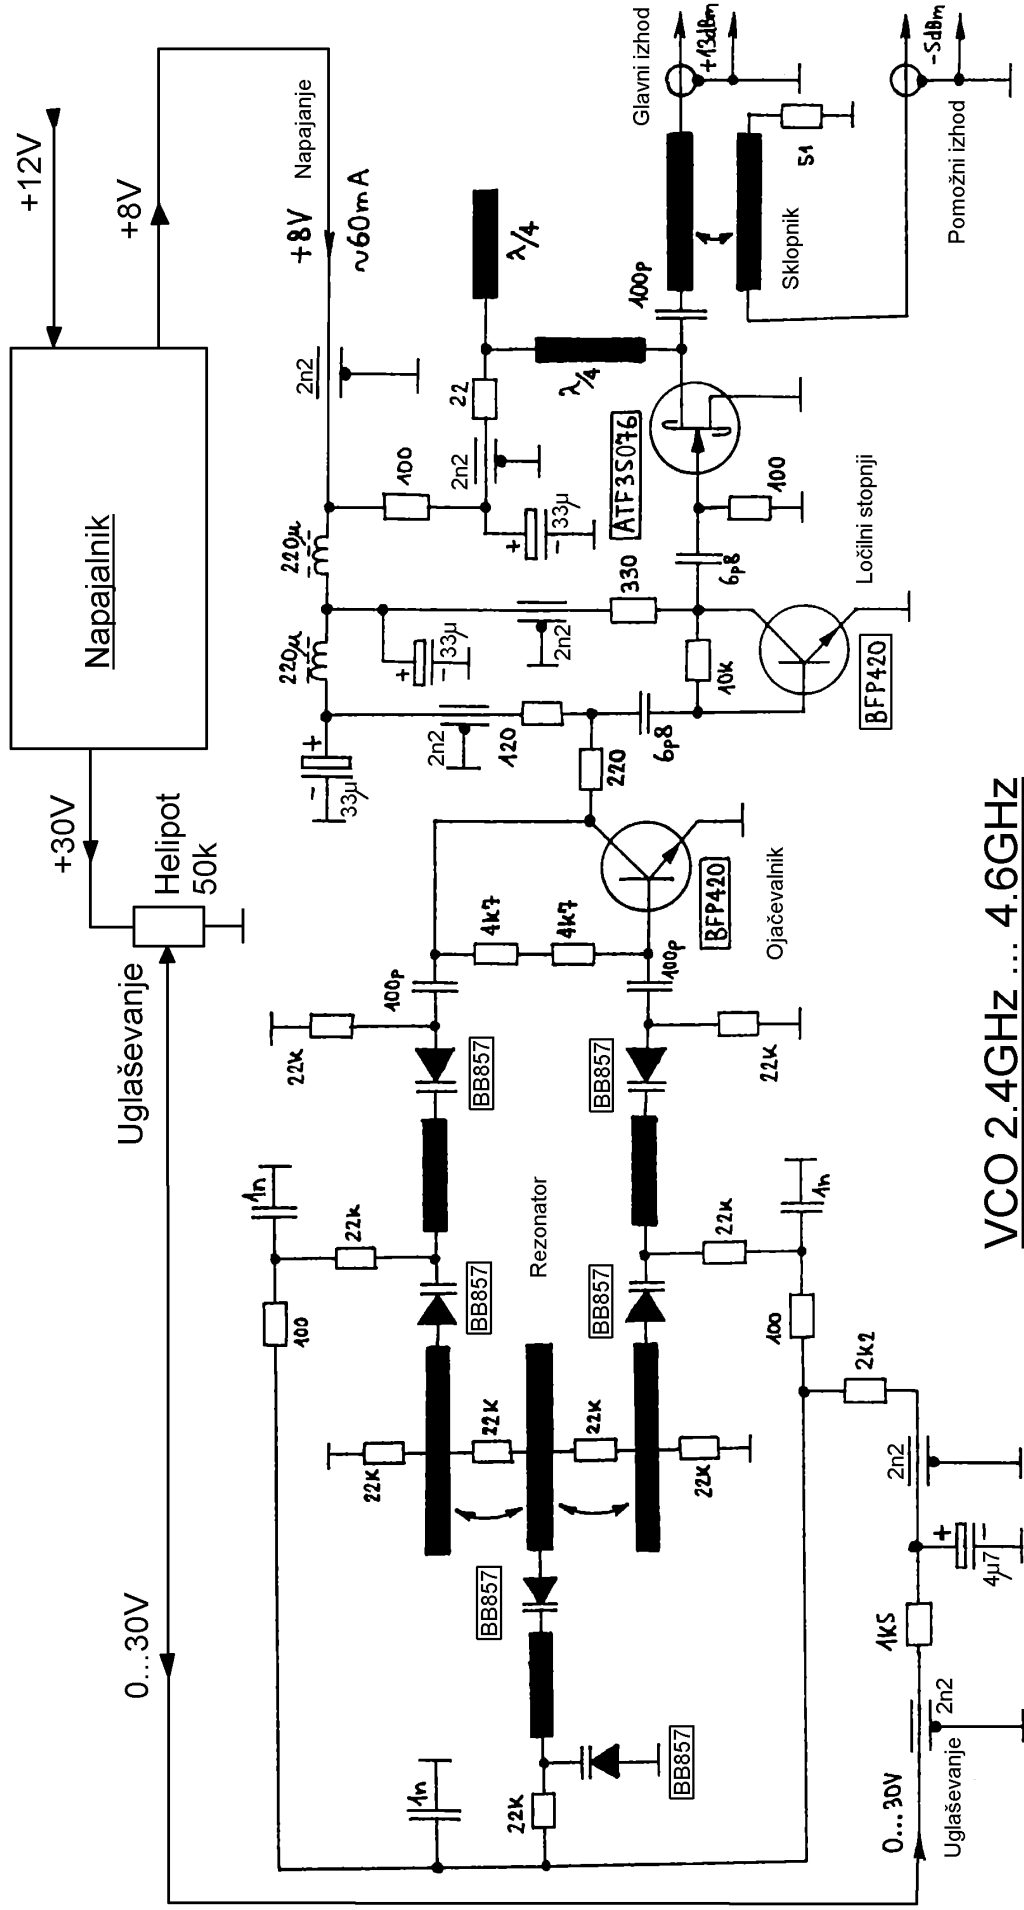 +12V
Napajalnik
+8V
+30V
Helipot
50k
Uglaševanje
0...30V
Napajanje
+8V
~60mA
2n2
220µ
220µ
33µ
+
-
100
22
2n2
λ/4
λ/4
+
-
33µ
+
-
33µ
2n2
330
2n2
120
220
6p8
10k
6p8
100
ATF35076
100p
Glavni izhod
+13dBm
Sklopnik
51
-5dBm
Pomožni izhod
Ločilni stopnji
BFP420
BFP420
Ojačevalnik
4k7
4k7
100p
100p
22k
22k
BB857
BB857
1n
22k
100
BB857
Rezonator
BB857
22k
1n
100
22k
22k
22k
22k
BB857
BB857
22k
1n
2k2
2n2
+
-
4µ7
1k5
2n2
0...30V
Uglaševanje
VCO 2.4GHz ... 4.6GHz